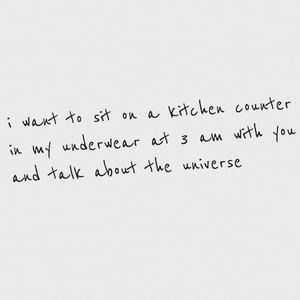 i want to sit on a kitchen counter
in my underwear at 3 am with you
and talk about the universe